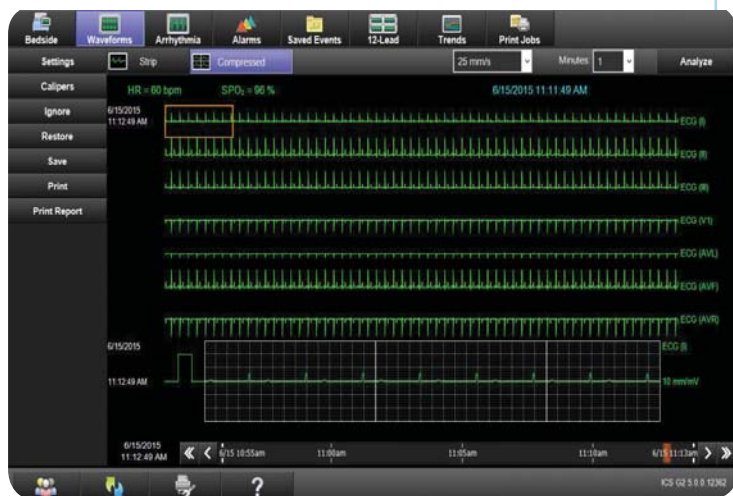 Bedside Waveforms Arrhythmia Alarms Saved Events 12-Lead Trends Print Jobs
Settings Strip Compressed 25 mm/s Minutes 1 Analyze
Calipers
HR = 60 bpm SPO₂ = 96 % 6/15/2015 11:11:49 AM
Ignore
6/15/2015
11:12:49 AM
ECG (I)
Restore
ECG (II)
Save
ECG (III)
Print
Print Report
ECG (V1)
ECG (AVL)
ECG (AVF)
ECG (AVR)
6/15/2015 ECG (I)
11:12:49 AM 10 mm/mV
6/15/2015
11:12:49 AM
6/15 10:55am 11:00am 11:05am 11:10am 6/15 11:13am
?
ICS G2 5.0.0.12362